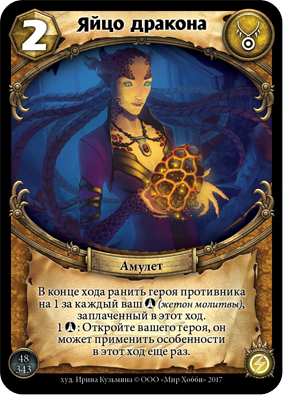 2
Яйцо дракона
Амулет
В конце хода ранить героя противника
на 1 за каждый ваш (жетон молитвы),
заплаченный в этот ход.
1 : Откройте вашего героя, он
может применить особенности
в этот ход еще раз.
48
343
худ. Ирина Кузьмина © ООО «Мир Хобби» 2017